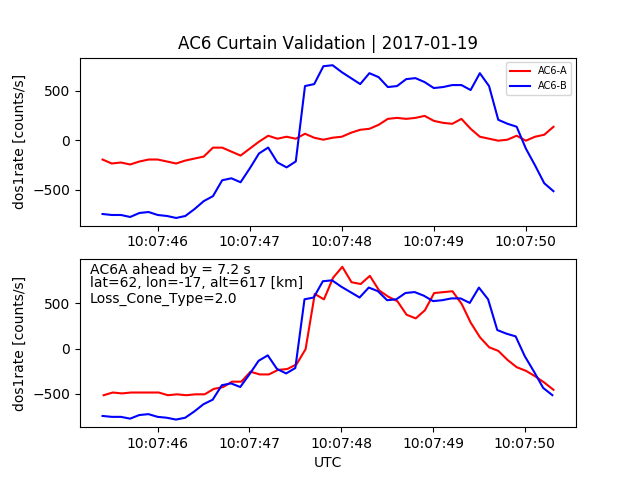 AC6 Curtain Validation | 2017-01-19
dos1rate [counts/s]
500
0
−500
AC6-A
AC6-B
10:07:46 10:07:47 10:07:48 10:07:49 10:07:50
dos1rate [counts/s]
500
0
−500
AC6A ahead by = 7.2 s
lat=62, lon=-17, alt=617 [km]
Loss_Cone_Type=2.0
10:07:46 10:07:47 10:07:48 10:07:49 10:07:50
UTC